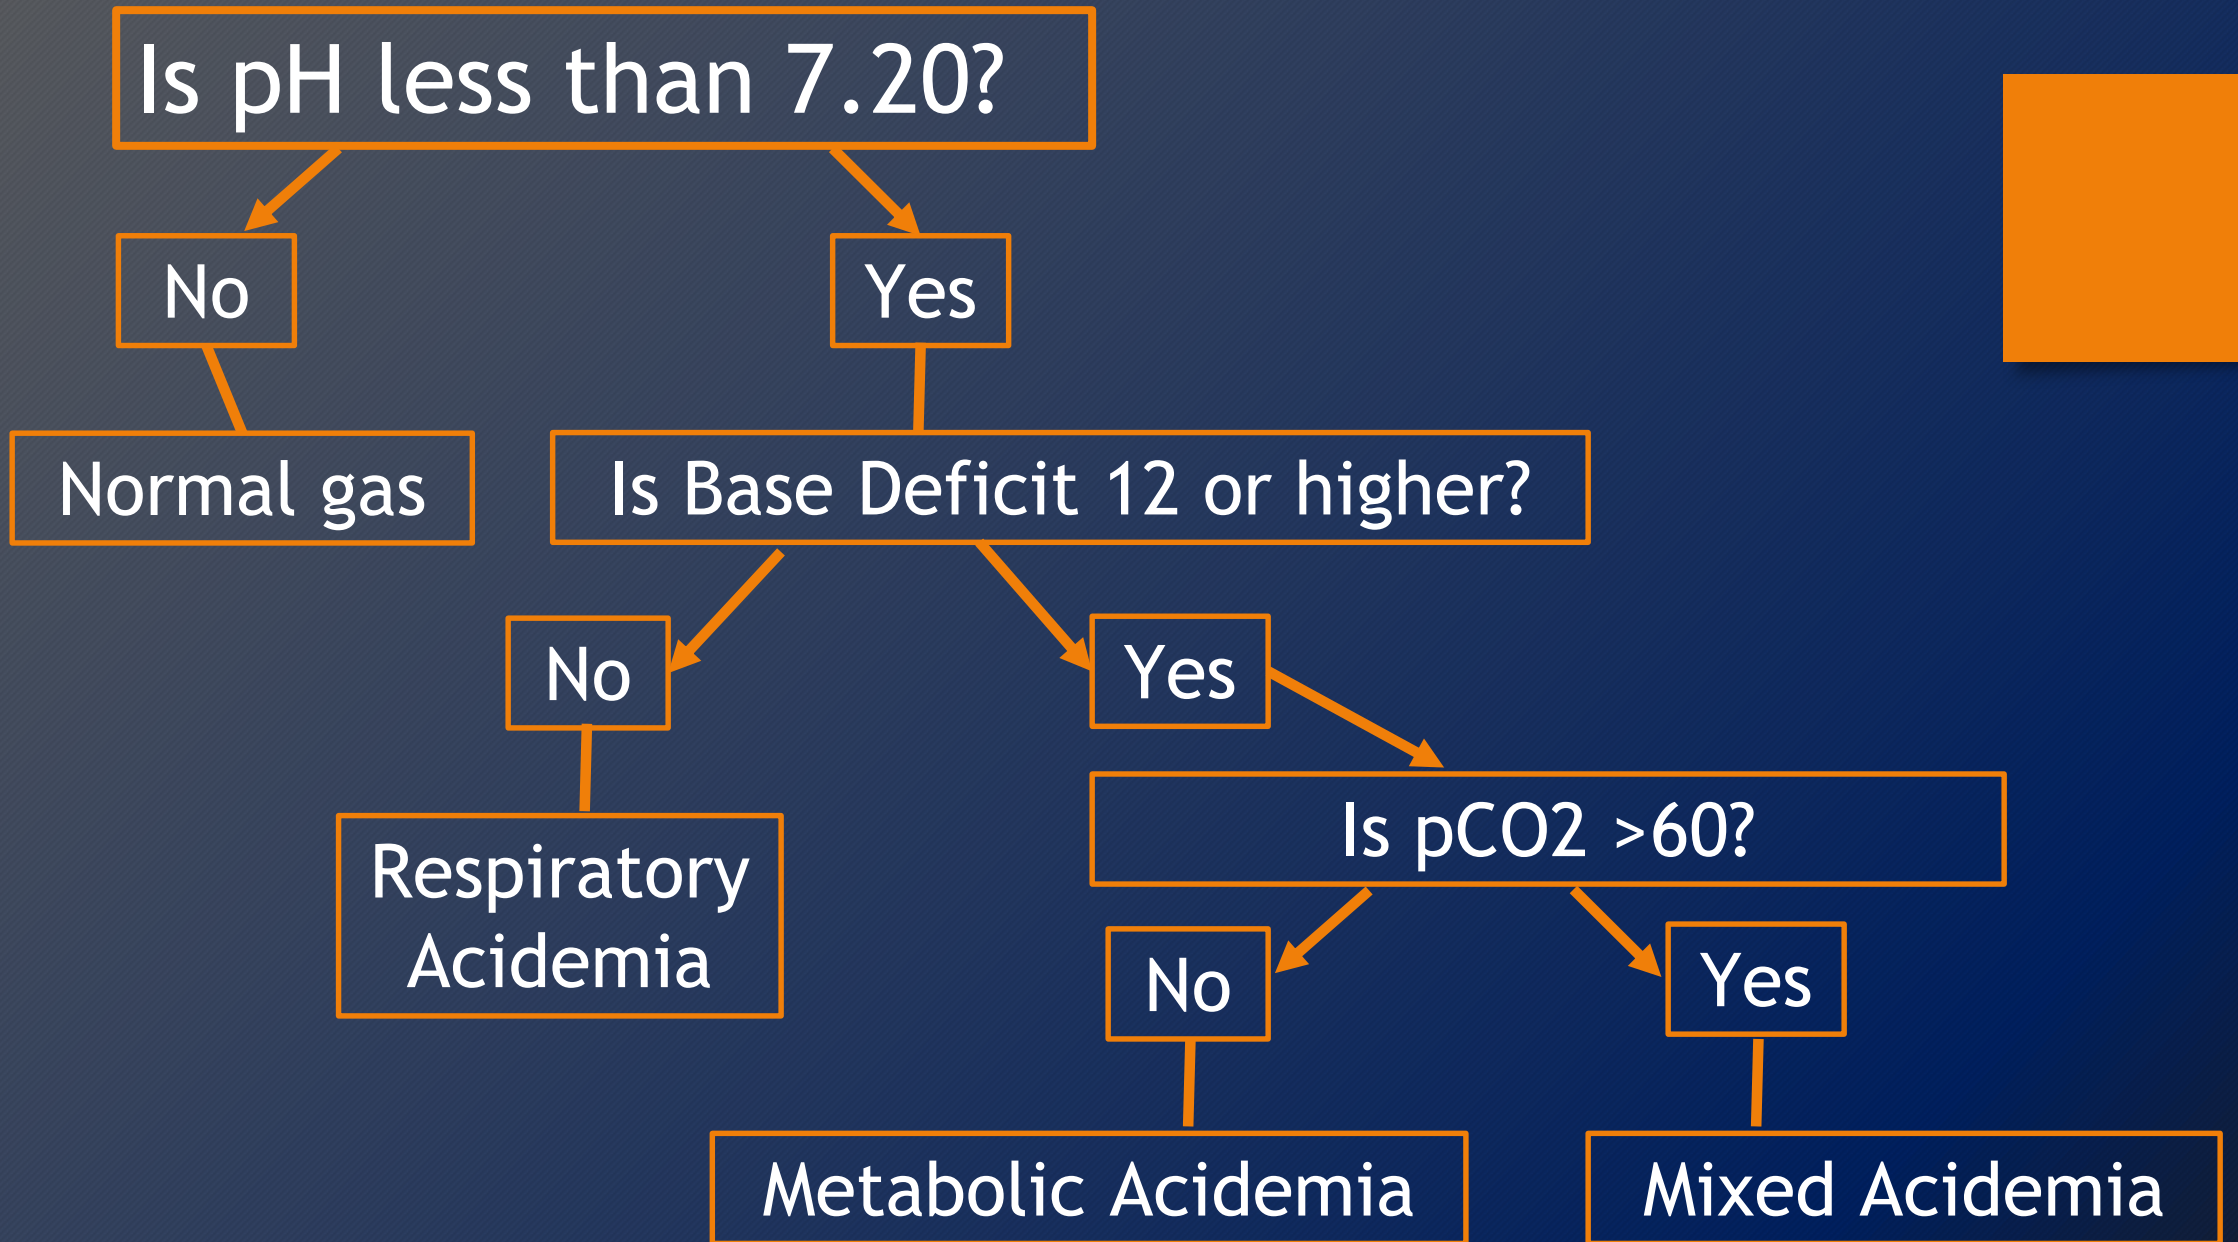 Is pH less than 7.20?
No
Yes
Normal gas
Is Base Deficit 12 or higher?
No
Yes
Respiratory
Acidemia
Is pCO2 >60?
No
Yes
Metabolic Acidemia
Mixed Acidemia